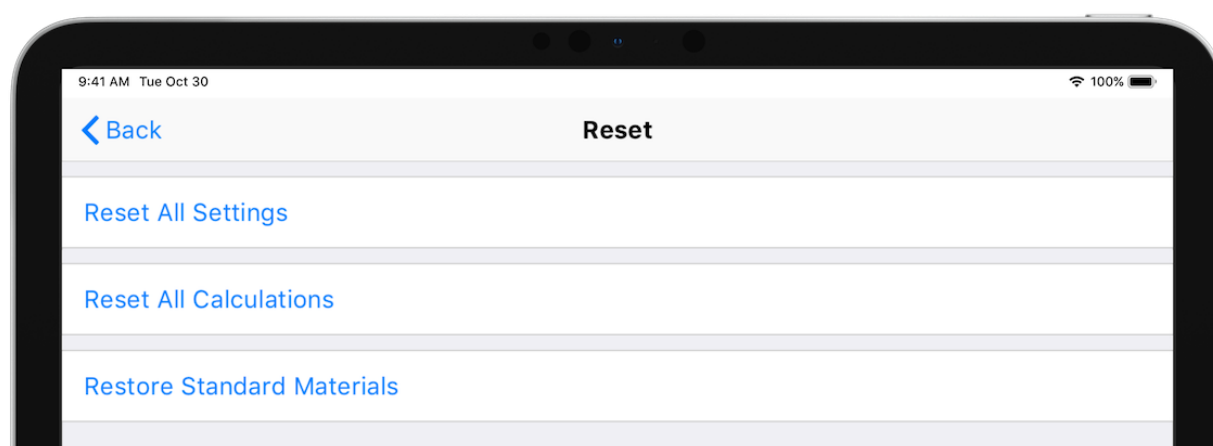 9:41 AM Tue Oct 30 100%
Back Reset
Reset All Settings
Reset All Calculations
Restore Standard Materials